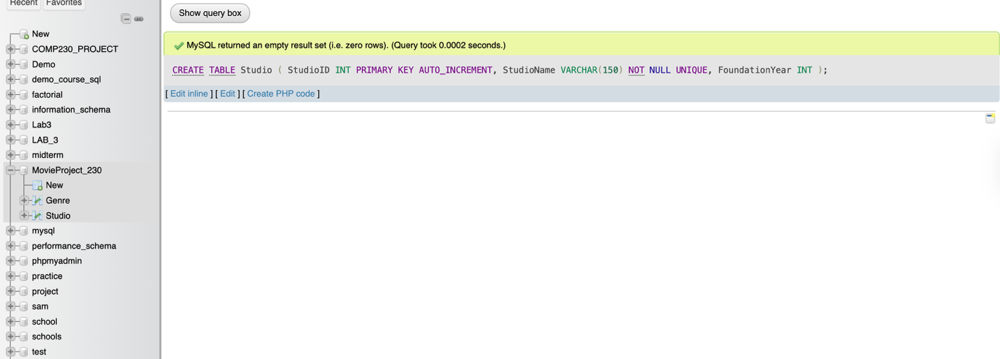 Recent Favorites
New
COMP230_PROJECT
Demo
demo_course_sql
factorial
information_schema
Lab3
LAB_3
midterm
MovieProject_230
New
Genre
Studio
mysql
performance_schema
phpmyadmin
practice
project
sam
school
schools
test
Show query box
MySQL returned an empty result set (i.e. zero rows). (Query took 0.0002 seconds.)
CREATE TABLE Studio ( StudioID INT PRIMARY KEY AUTO_INCREMENT, StudioName VARCHAR(150) NOT NULL UNIQUE, FoundationYear INT );
[ Edit inline ] [ Edit ] [ Create PHP code ]